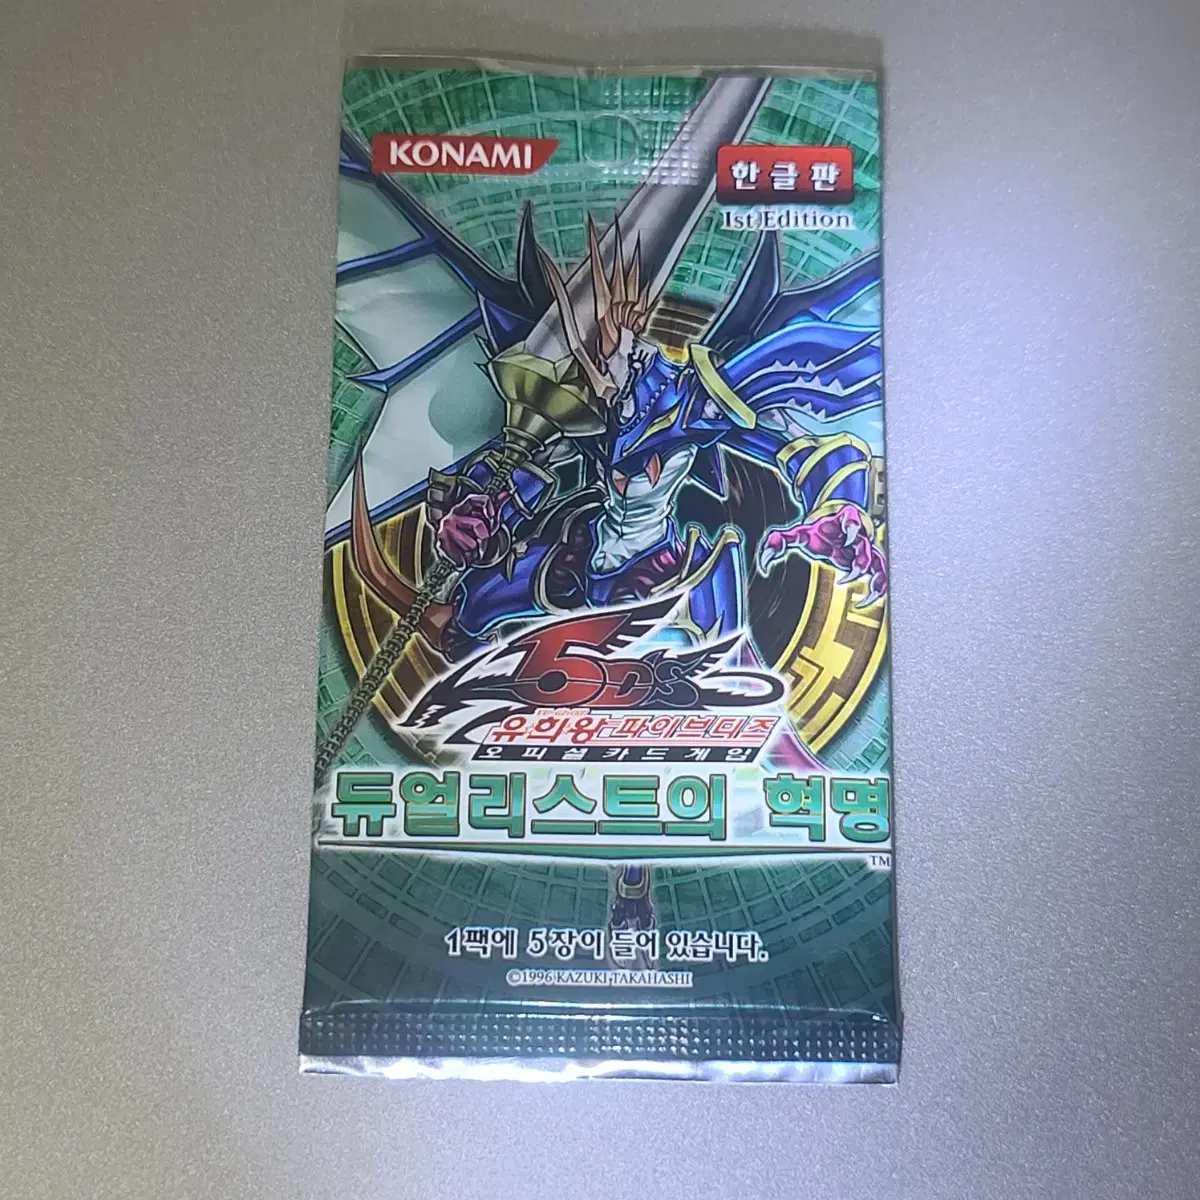 KONAMI
한글판
1st Edition
5D's
유희왕 파이브디즈
오피셜카드게임
듀얼리스트의 혁명
TM
1팩에 5장이 들어 있습니다.
©1996 KAZUKI TAKAHASHI